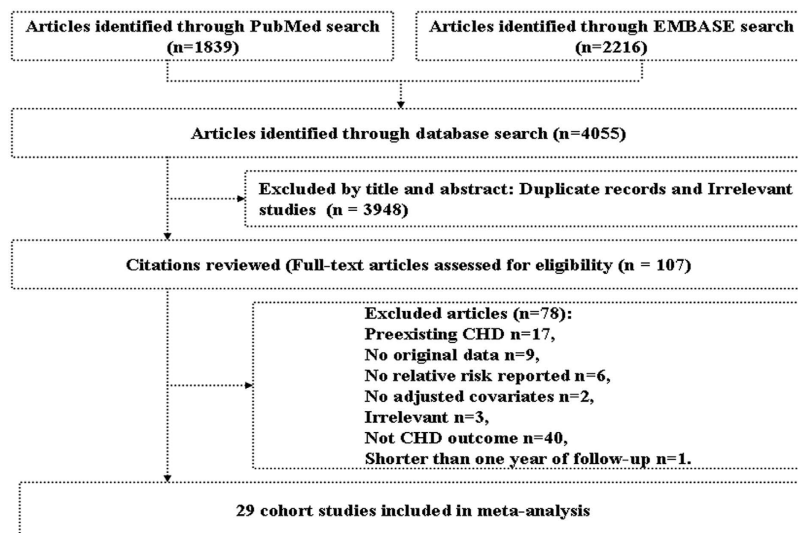 Articles identified through PubMed search
(n=1839)
Articles identified through EMBASE search
(n=2216)
Articles identified through database search (n=4055)
Excluded by title and abstract: Duplicate records and Irrelevant
studies (n = 3948)
Citations reviewed (Full-text articles assessed for eligibility (n = 107)
Excluded articles (n=78):
Preexisting CHD n=17,
No original data n=9,
No relative risk reported n=6,
No adjusted covariates n=2,
Irrelevant n=3,
Not CHD outcome n=40,
Shorter than one year of follow-up n=1.
29 cohort studies included in meta-analysis